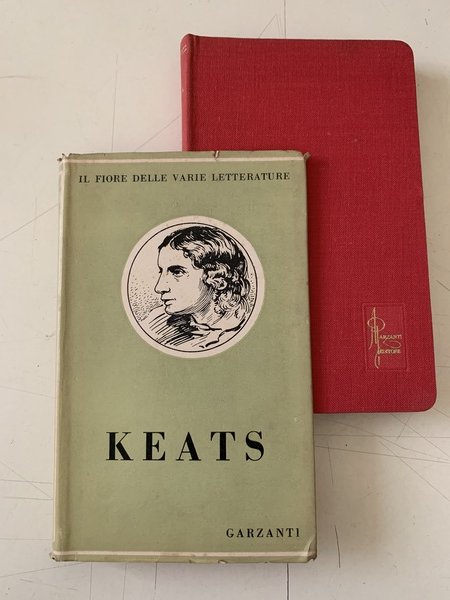 IL FIORE DELLE VARIE LETTERATURE
KEATS
GARZANTI
GARZANTI
EDITORE